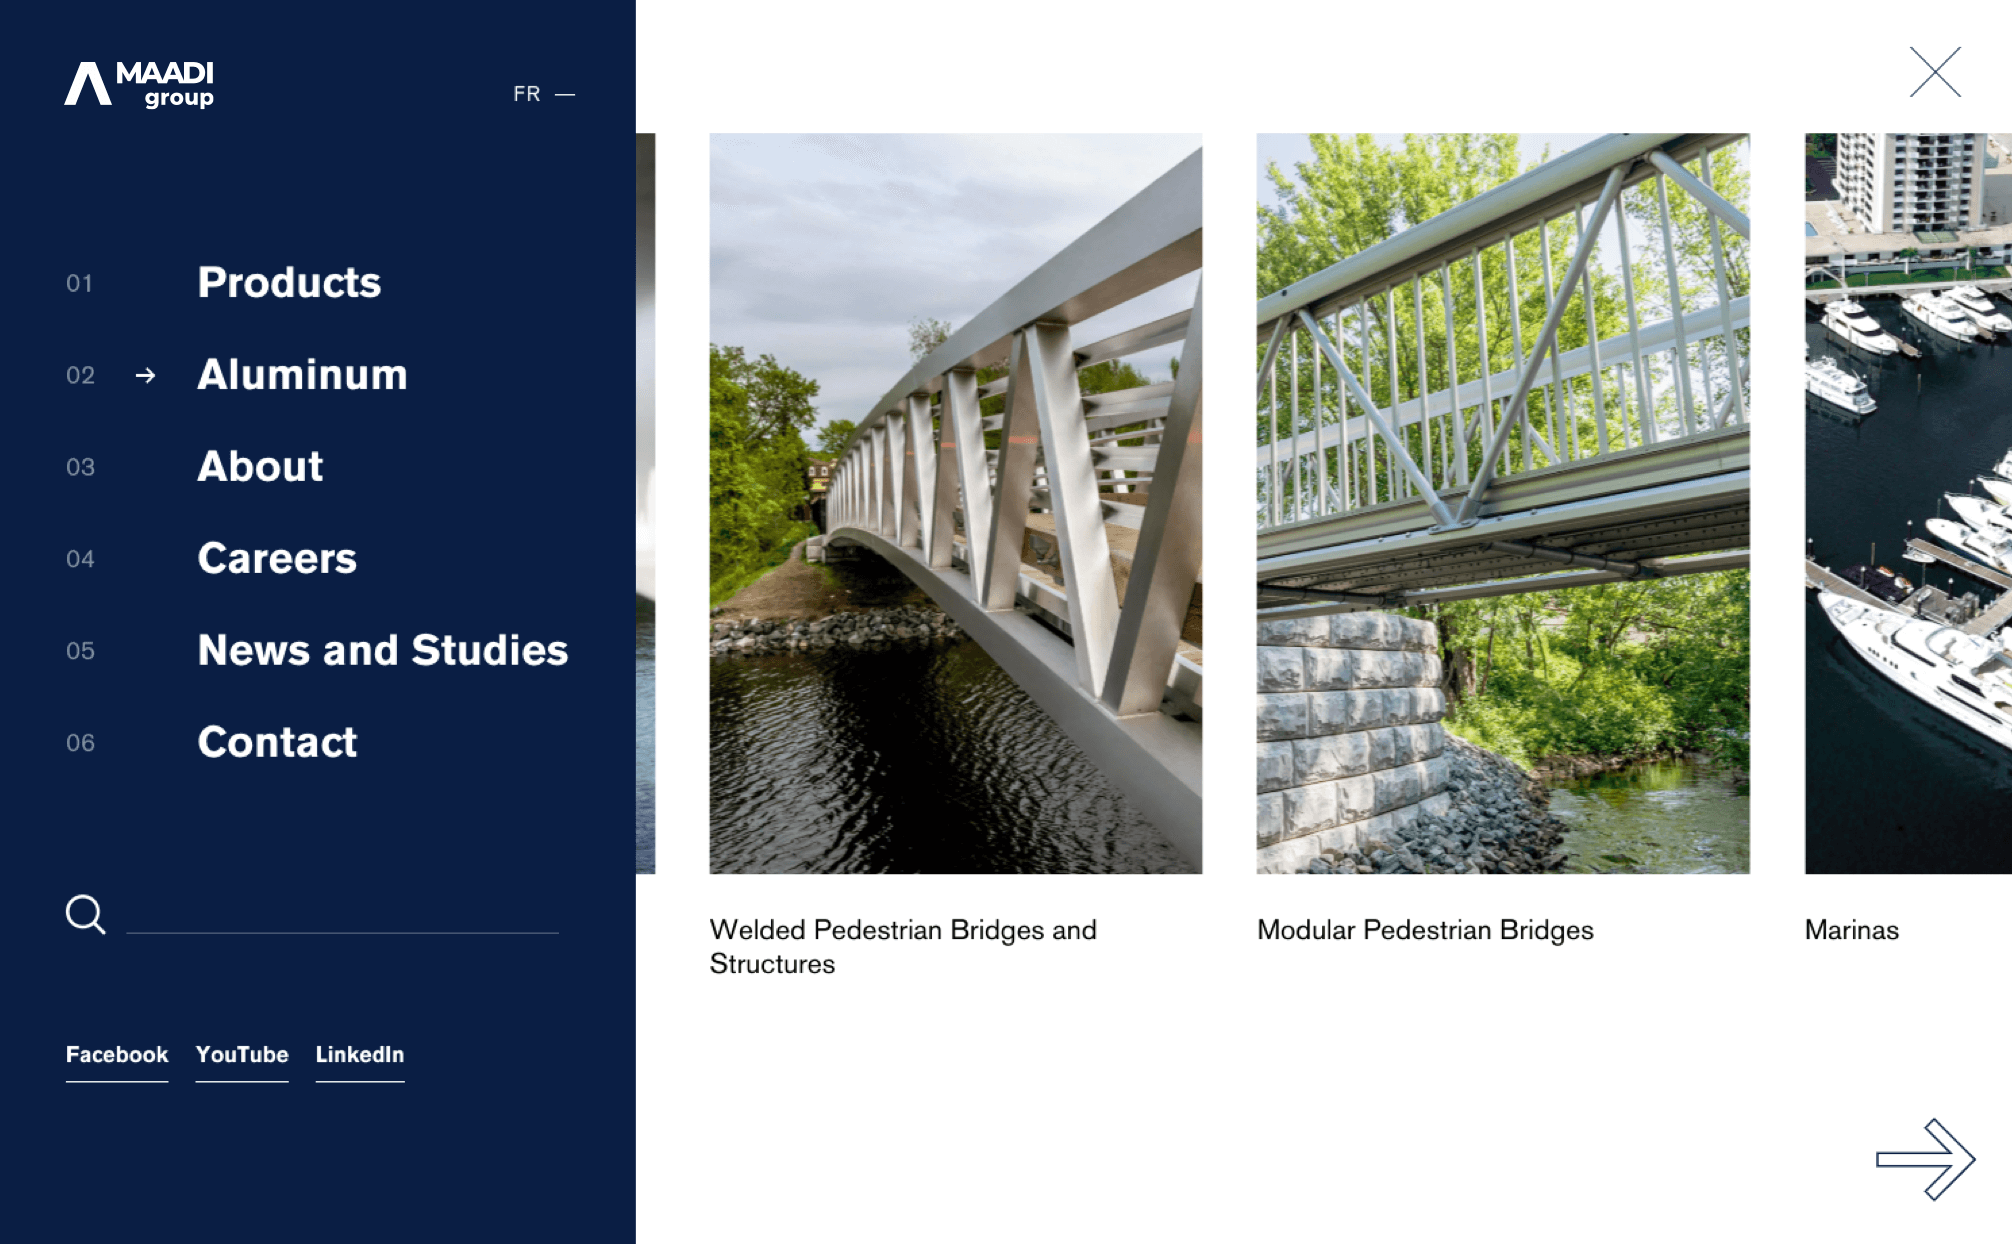 MAADI
group
FR —
01 Products
02 → Aluminum
03 About
04 Careers
05 News and Studies
06 Contact
Facebook YouTube LinkedIn
Welded Pedestrian Bridges and
Structures
Modular Pedestrian Bridges
Marinas